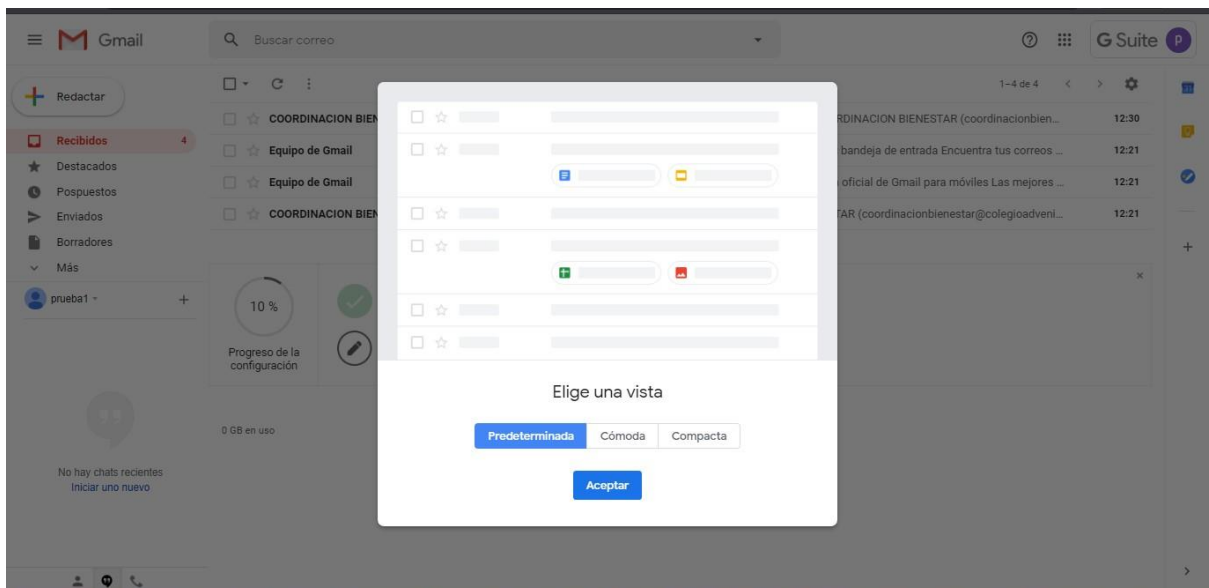 Gmail
Buscar correo
G Suite
P
Redactar
1–4 de 4
Recibidos 4
COORDINACION BIEN
RDINACION BIENESTAR (coordinacionbien... 12:30
Destacados
Equipo de Gmail
bandeja de entrada Encuentra tus correos ... 12:21
Pospuestos
Equipo de Gmail
oficial de Gmail para móviles Las mejores ... 12:21
Enviados
COORDINACION BIEN
TAR (coordinacionbienestar@colegioadveni... 12:21
Borradores
Más
prueba1
10 %
Progreso de la
configuración
0 GB en uso
No hay chats recientes
Iniciar uno nuevo
Elige una vista
Predeterminada Cómoda Compacta
Aceptar